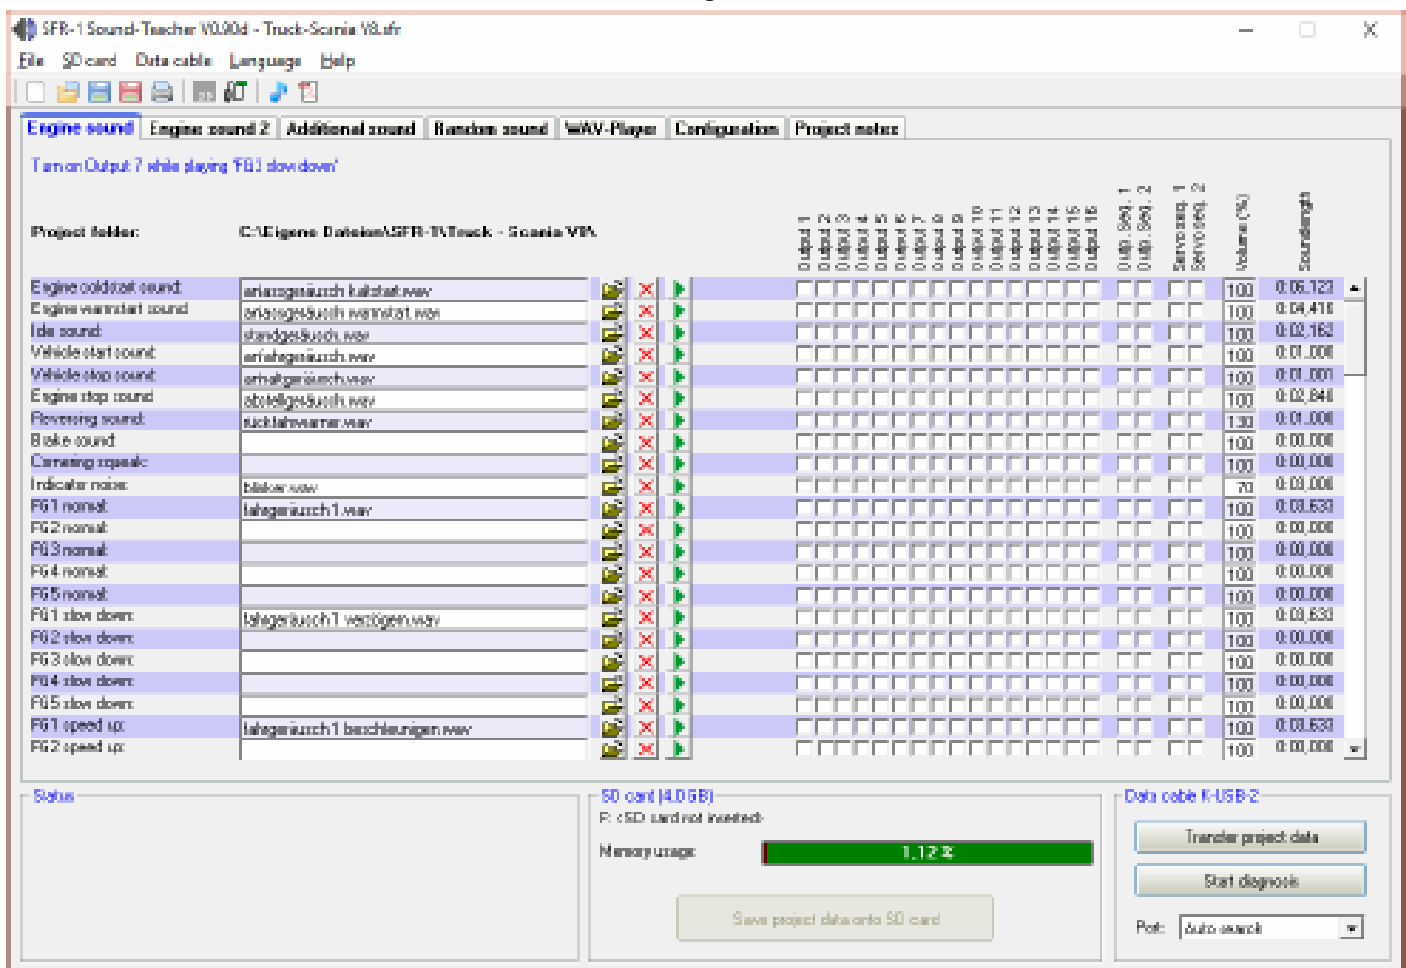 SFR-1 Sound-Teacher V0.90d - Truck-Scania V8.sfr
File SD card Data cable Language Help
Engine sound Engine sound 2 Additional sound Random sound WAV-Player Configuration Project notes
Turn on Output 7 while playing 'FG3 slow down'
Output 1 Output 2 Output 3 Output 4 Output 5 Output 6 Output 7 Output 8 Output 9 Output 10 Output 11 Output 12 Output 13 Output 14 Output 15 Output 16 Outp. Seq. 1 Outp. Seq. 2 Servo seq. 1 Servo seq. 2 Volume (%) Soundlength
Project folder: C:\Eigene Dateien\SFR-1\Truck - Scania V8\
Engine coldstart sound: anlassgeräusch kaltstart.wav 100 0:06,123
Engine warmstart sound: anlassgeräusch warmstat.wav 100 0:04,416
Idle sound: standgeräusch.wav 100 0:02,162
Vehicle start sound: anfahrgeräusch.wav 100 0:01,000
Vehicle stop sound: anhaltgeräusch.wav 100 0:01,001
Engine stop sound: abstellgeräusch.wav 100 0:02,840
Reversing sound: rückfahrwarner.wav 130 0:01,000
Brake sound: 100 0:00,000
Cornering squeak: 100 0:00,000
Indicator noise: blinker.wav 70 0:00,000
FG1 normal: fahrgeräusch1.wav 100 0:03,633
FG2 normal: 100 0:00,000
FG3 normal: 100 0:00,000
FG4 normal: 100 0:00,000
FG5 normal: 100 0:00,000
FG1 slow down: fahrgeräusch1 verzögern.wav 100 0:03,633
FG2 slow down: 100 0:00,000
FG3 slow down: 100 0:00,000
FG4 slow down: 100 0:00,000
FG5 slow down: 100 0:00,000
FG1 speed up: fahrgeräusch1 beschleunigen.wav 100 0:03,633
FG2 speed up: 100 0:00,000
Status
SD card (4.0 GB)
F: <SD card not inserted>
Memory usage: 1,12 %
Save project data onto SD card
Data cable K-USB-2
Transfer project data
Start diagnosis
Port: Auto search